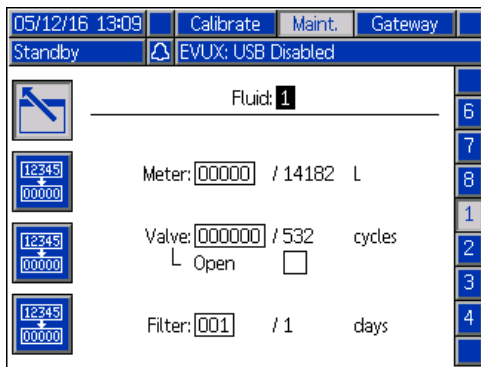 05/12/16 13:09 Calibrate Maint. Gateway
Standby EVUX: USB Disabled
Fluid: 1
6
7
12345 00000 Meter: 00000 / 14182 L 8
1
12345 00000 Valve: 000000 / 532 cycles 2
Open
3
12345 00000 Filter: 001 / 1 days 4